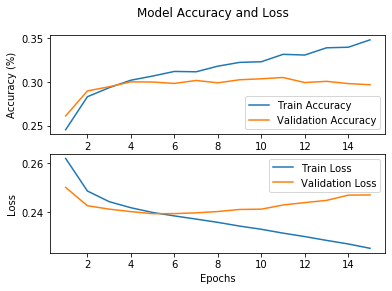 Model Accuracy and Loss
Accuracy (%)
0.35
0.30
0.25
Train Accuracy
Validation Accuracy
2 4 6 8 10 12 14
Loss
0.26
0.24
Train Loss
Validation Loss
2 4 6 8 10 12 14
Epochs